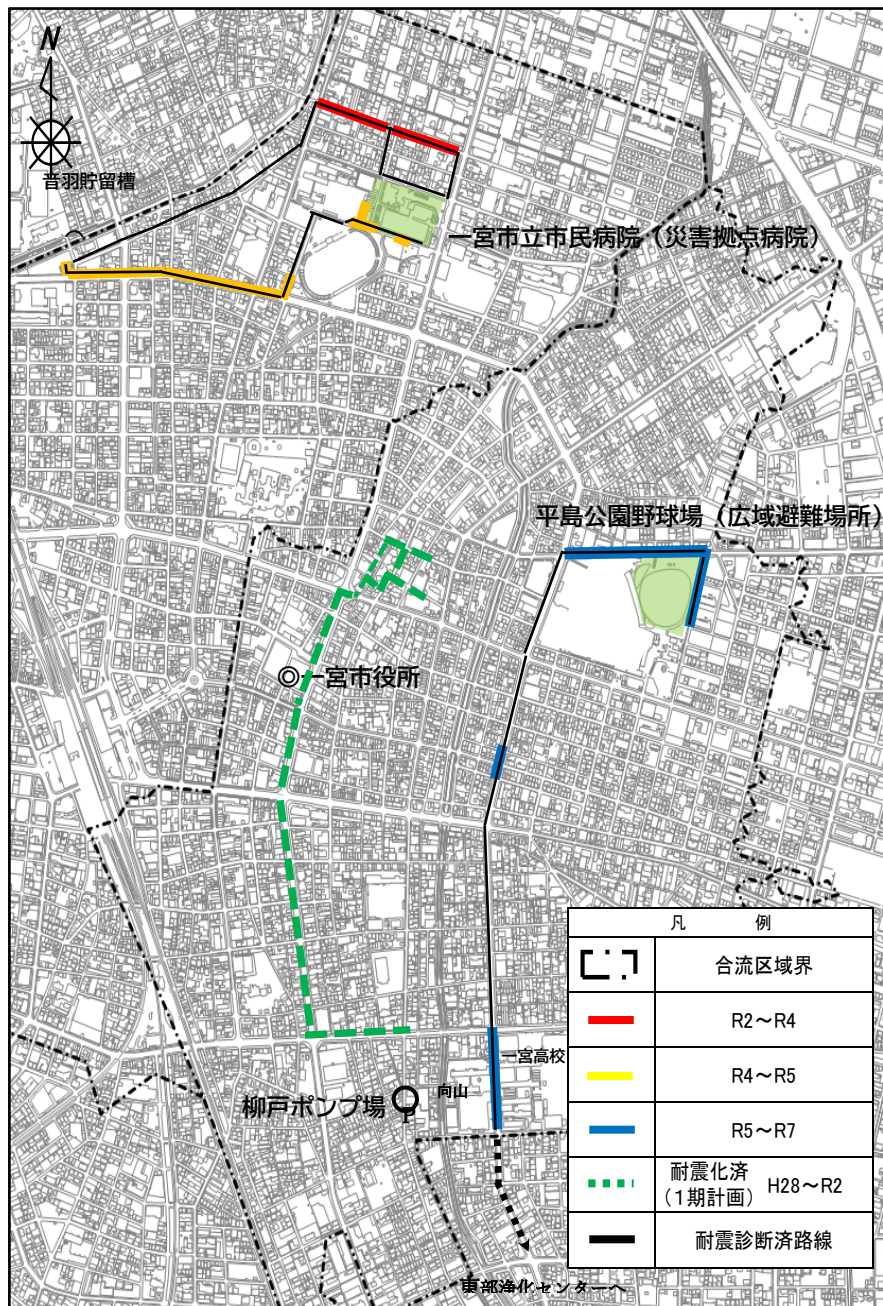 N
音羽貯留槽
一宮市立市民病院（災害拠点病院）
平島公園野球場（広域避難場所）
◎一宮市役所
一宮高校
向山
柳戸ポンプ場
P
東部浄化センターへ
凡 例
合流区域界
R2～R4
R4～R5
R5～R7
耐震化済
（１期計画） H28～R2
耐震診断済路線